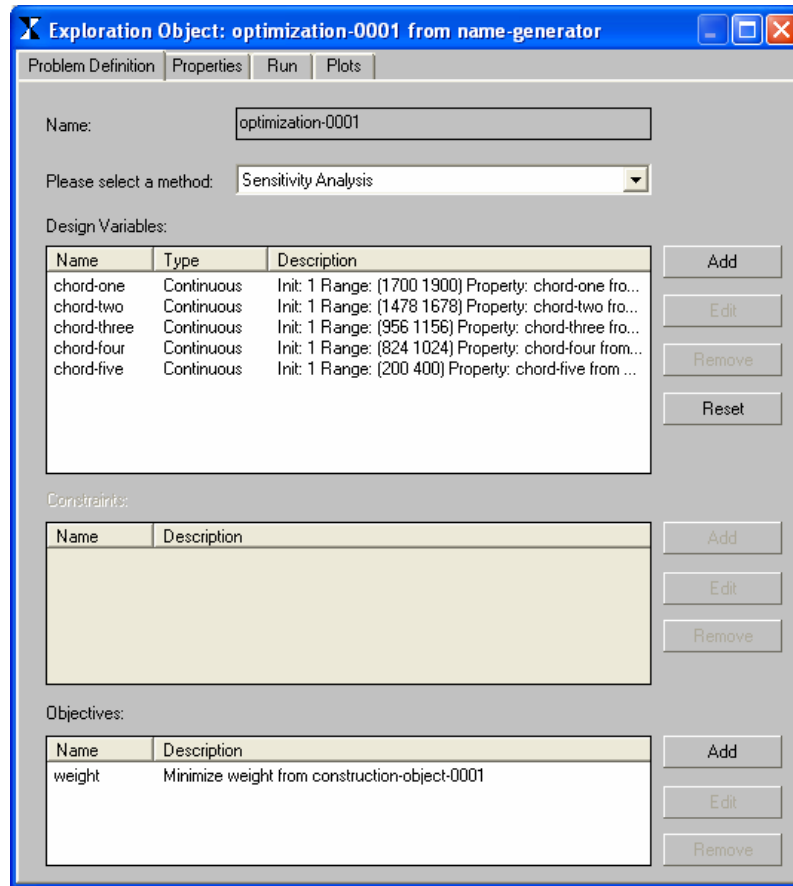 Exploration Object: optimization-0001 from name-generator
Problem Definition Properties Run Plots
Name: optimization-0001
Please select a method: Sensitivity Analysis
Design Variables:
Name Type Description
chord-one Continuous Init: 1 Range: (1700 1900) Property: chord-one fro...
chord-two Continuous Init: 1 Range: (1478 1678) Property: chord-two fro...
chord-three Continuous Init: 1 Range: (956 1156) Property: chord-three fro...
chord-four Continuous Init: 1 Range: (824 1024) Property: chord-four from...
chord-five Continuous Init: 1 Range: (200 400) Property: chord-five from ...
Add
Edit
Remove
Reset
Constraints:
Name Description
Add
Edit
Remove
Objectives:
Name Description
weight Minimize weight from construction-object-0001
Add
Edit
Remove